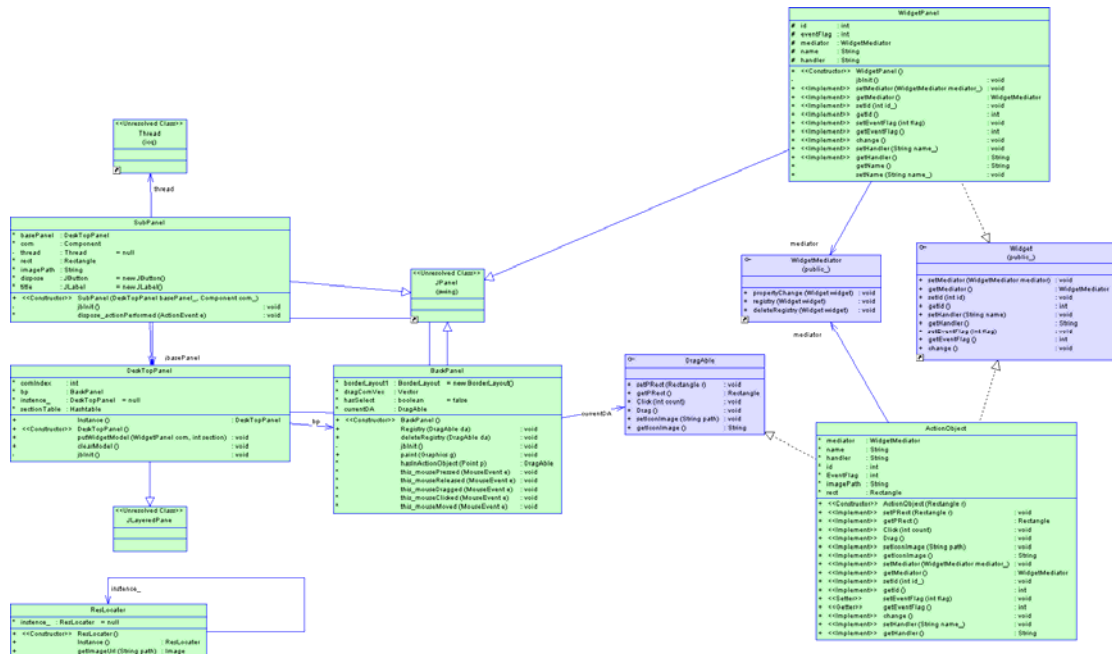 WidgetPanel
# id : int
# eventFlag : int
# mediator : WidgetMediator
# name : String
# handler : String
+ <<Constructor>> WidgetPanel ()
- jbInit () : void
+ <<Implement>> setMediator (WidgetMediator mediator_) : void
+ <<Implement>> getMediator () : WidgetMediator
+ <<Implement>> setId (int id_) : void
+ <<Implement>> getId () : int
+ <<Implement>> setEventFlag (int flag) : void
+ <<Implement>> getEventFlag () : int
+ <<Implement>> change () : void
+ <<Implement>> setHandler (String name_) : void
+ <<Implement>> getHandler () : String
+ getName () : String
+ setName (String name_) : void
<<Unresolved Class>>
Thread
thread
SubPanel
* basePanel : DeskTopPanel
* com : Component
- thread : Thread = null
* rect : Rectangle
* imagePath : String
* dispose : JButton = new JButton()
* title : JLabel = new JLabel()
+ <<Constructor>> SubPanel (DeskTopPanel basePanel_, Component com_)
jbInit () : void
dispose_actionPerformed (ActionEvent e) : void
basePanel
<<Unresolved Class>>
JPanel
(swing)
mediator
WidgetMediator
(public_)
+ propertyChange (Widget widget) : void
+ registry (Widget widget) : void
+ deleteRegistry (Widget widget) : void
mediator
Widget
(public_)
+ setMediator (WidgetMediator mediator) : void
+ getMediator () : WidgetMediator
+ setId (int id) : void
+ getId () : int
+ setHandler (String name) : void
+ getHandler () : String
+ setEventFlag (int flag) : void
+ getEventFlag () : int
+ change () : void
DeskTopPanel
* comIndex : int
* bp : BackPanel
* instance_ : DeskTopPanel = null
* sectionTable : Hashtable
+ Instance () : DeskTopPanel
+ <<Constructor>> DeskTopPanel ()
+ putWidgetModel (WidgetPanel com, int section) : void
+ clearModel () : void
- jbInit () : void
bp
BackPanel
* borderLayout1 : BorderLayout = new BorderLayout()
* dragComVec : Vector
* hasSelect : boolean = false
* currentDA : DragAble
+ <<Constructor>> BackPanel ()
+ Registry (DragAble da) : void
+ deleteRegistry (DragAble da) : void
- jbInit () : void
+ paint (Graphics g) : void
* hasInActionObject (Point p) : DragAble
* this_mousePressed (MouseEvent e) : void
* this_mouseReleased (MouseEvent e) : void
* this_mouseDragged (MouseEvent e) : void
* this_mouseClicked (MouseEvent e) : void
* this_mouseMoved (MouseEvent e) : void
currentDA
DragAble
+ setPRect (Rectangle r) : void
+ getPRect () : Rectangle
+ Click (int count) : void
+ Drag () : void
+ setIconImage (String path) : void
+ getIconImage () : String
ActionObject
* mediator : WidgetMediator
* name : String
* handler : String
* id : int
* EventFlag : int
* imagePath : String
* rect : Rectangle
+ <<Constructor>> ActionObject (Rectangle r)
+ <<Implement>> setPRect (Rectangle r) : void
+ <<Implement>> getPRect () : Rectangle
+ <<Implement>> Click (int count) : void
+ <<Implement>> Drag () : void
+ <<Implement>> setIconImage (String path) : void
+ <<Implement>> getIconImage () : String
+ <<Implement>> setMediator (WidgetMediator mediator_) : void
+ <<Implement>> getMediator () : WidgetMediator
+ <<Implement>> setId (int id_) : void
+ <<Implement>> getId () : int
+ <<Setter>> setEventFlag (int flag) : void
+ <<Getter>> getEventFlag () : int
+ <<Implement>> change () : void
+ <<Implement>> setHandler (String name_) : void
+ <<Implement>> getHandler () : String
<<Unresolved Class>>
JLayeredPane
instance_
ResLocater
* instance_ : ResLocater = null
+ <<Constructor>> ResLocater ()
+ Instance () : ResLocater
+ getImageUrl (String path) : Image